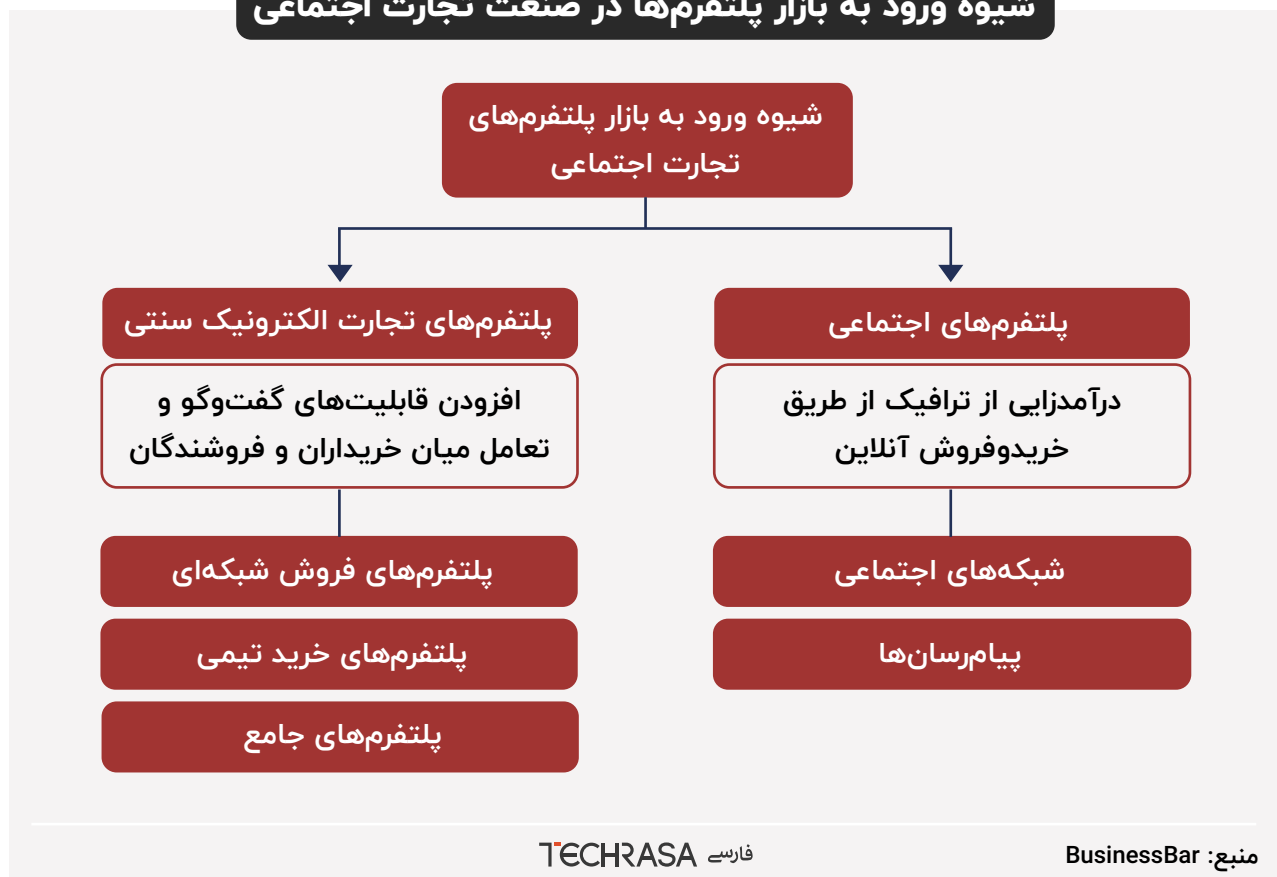 شیوه ورود به بازار پلتفرم‌ها در صنعت تجارت اجتماعی
شیوه ورود به بازار پلتفرم‌های
تجارت اجتماعی
پلتفرم‌های اجتماعی
درآمدزایی از ترافیک از طریق
خریدوفروش آنلاین
شبکه‌های اجتماعی
پیام‌رسان‌ها
پلتفرم‌های تجارت الکترونیک سنتی
افزودن قابلیت‌های گفت‌وگو و
تعامل میان خریداران و فروشندگان
پلتفرم‌های فروش شبکه‌ای
پلتفرم‌های خرید تیمی
پلتفرم‌های جامع
منبع: BusinessBar
فارسی TECHRASA